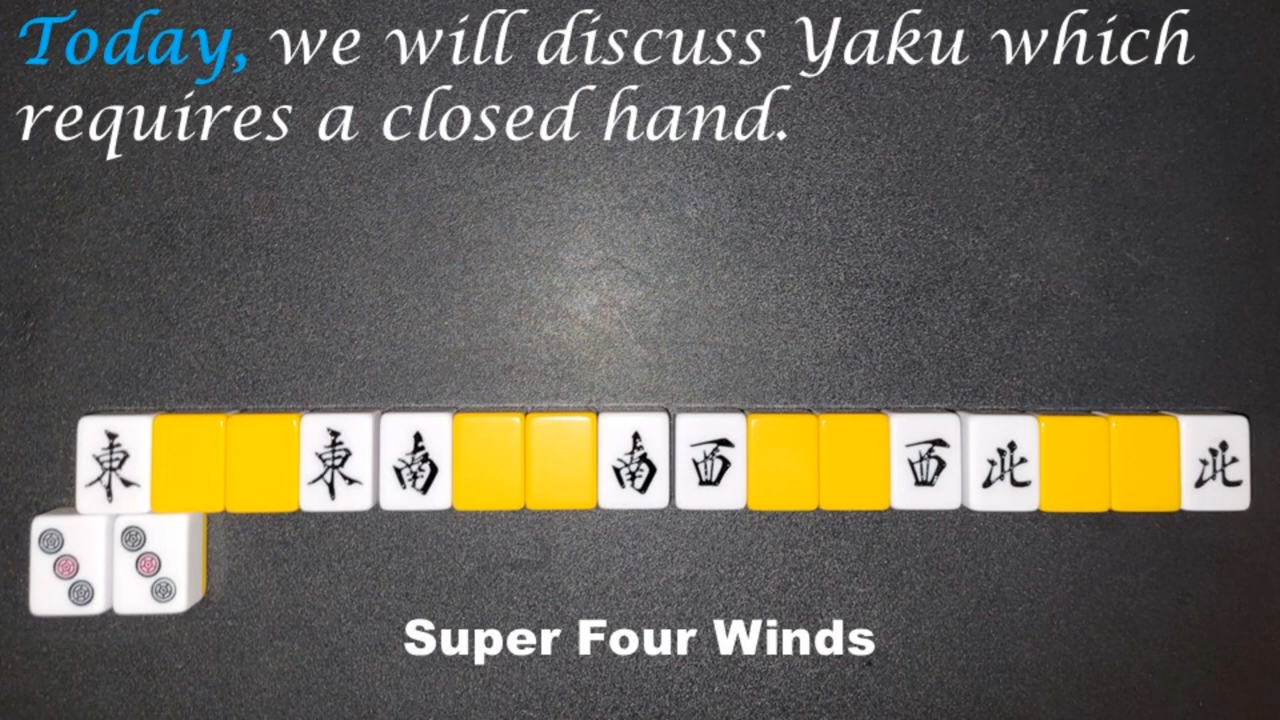 Today, we will discuss Yaku which
requires a closed hand.
東 東 南 南 西 西 北 北
Super Four Winds